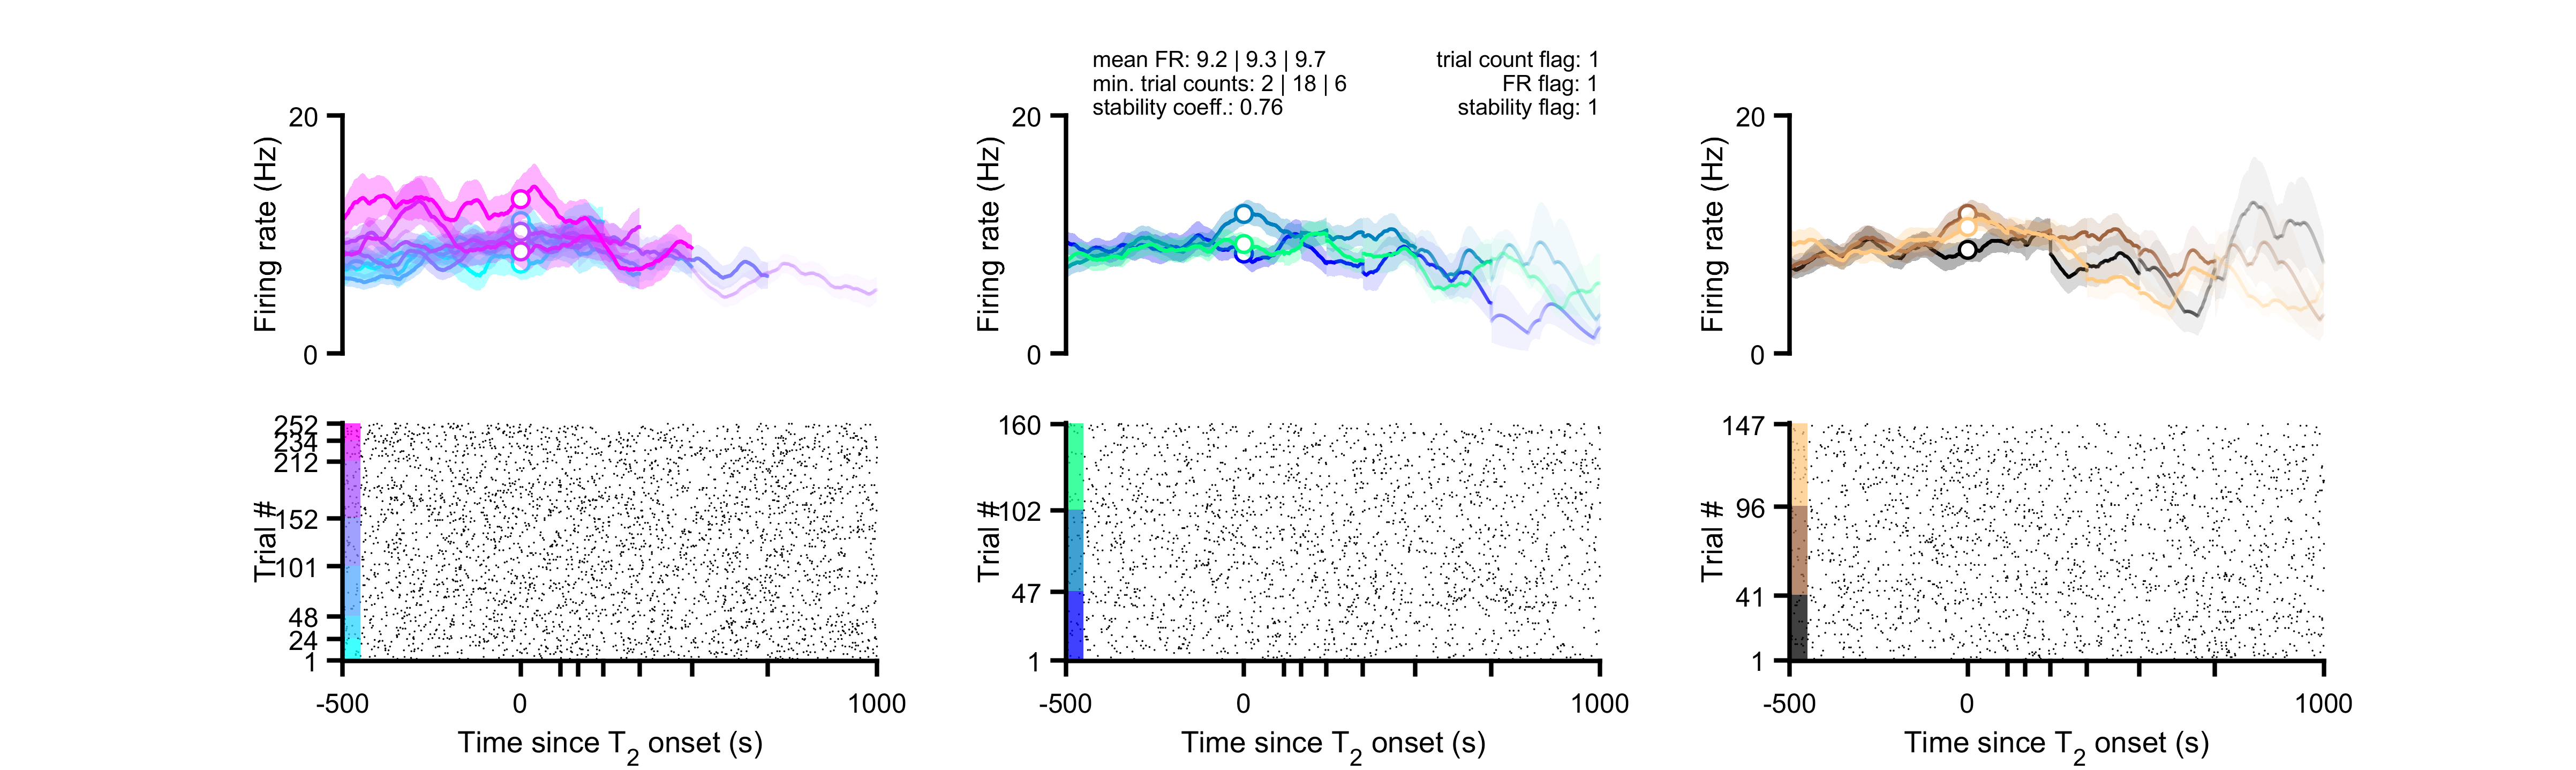 mean FR: 9.2 | 9.3 | 9.7
min. trial counts: 2 | 18 | 6
stability coeff.: 0.76
trial count flag: 1
FR flag: 1
stability flag: 1
Firing rate (Hz)
20
0
Firing rate (Hz)
20
0
Firing rate (Hz)
20
0
Trial #
252
234
212
152
101
48
24
1
-500
0
1000
Time since T2 onset (s)
Trial #
160
102
47
1
-500
0
1000
Time since T2 onset (s)
Trial #
147
96
41
1
-500
0
1000
Time since T2 onset (s)